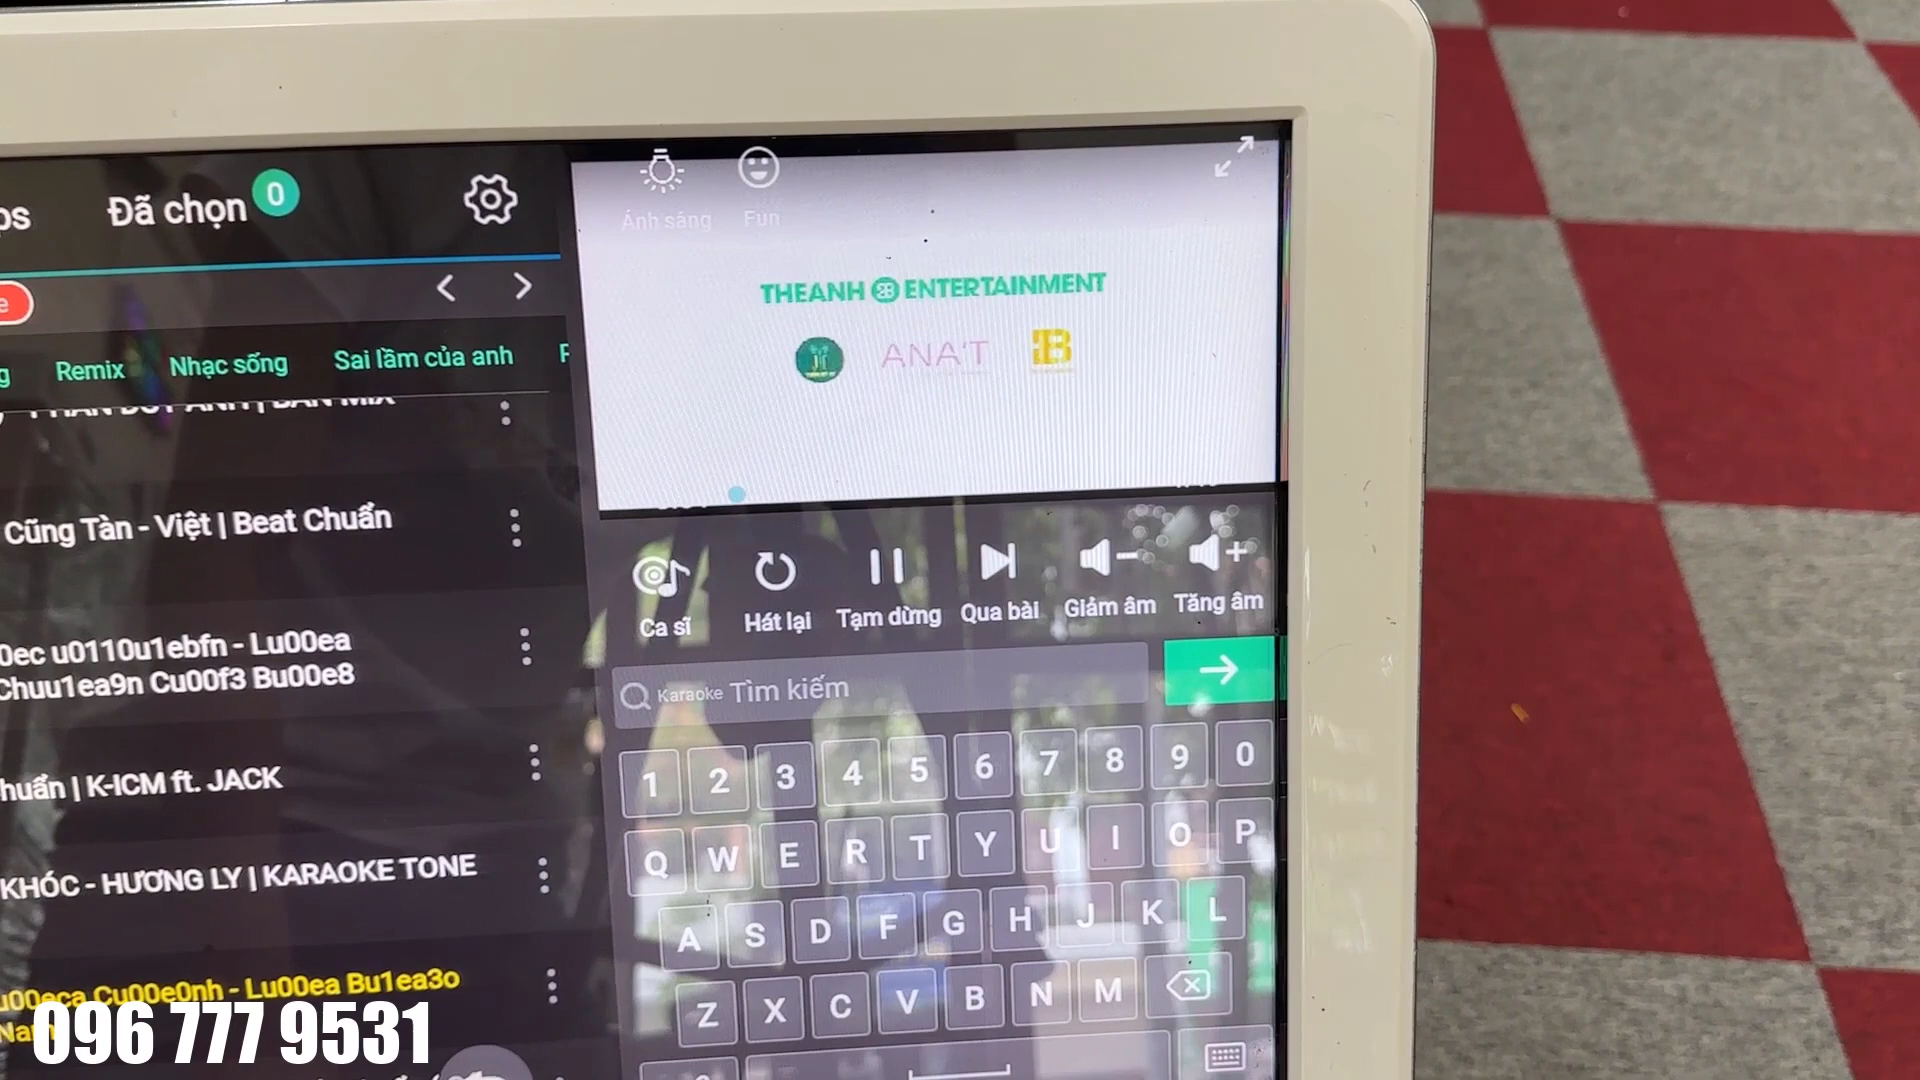 Đã chọn 0
Ánh sáng Fun
THEANH 28 ENTERTAINMENT
ANA'T
B
Remix Nhạc sống Sai lầm của anh
Cũng Tàn - Việt | Beat Chuẩn
0ec u0110u1ebfn - Lu00ea
Chuu1ea9n Cu00f3 Bu00e8
huẩn | K-ICM ft. JACK
KHÓC - HƯƠNG LY | KARAOKE TONE
u00eca Cu00e0nh - Lu00ea Bu1ea3o
Nam
Ca sĩ Hát lại Tạm dừng Qua bài Giảm âm Tăng âm
Karaoke Tìm kiếm
1 2 3 4 5 6 7 8 9 0
Q W E R T Y U I O P
A S D F G H J K L
Z X C V B N M
096 777 9531